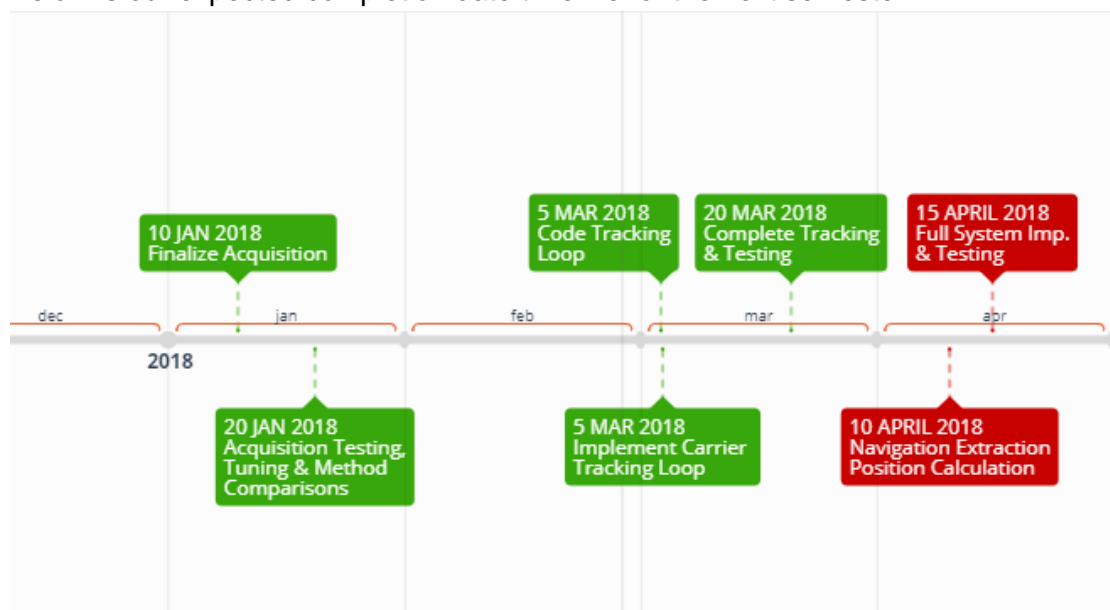 10 JAN 2018
Finalize Acquisition
5 MAR 2018
Code Tracking
Loop
20 MAR 2018
Complete Tracking
& Testing
15 APRIL 2018
Full System Imp.
& Testing
dec
jan
feb
mar
apr
2018
20 JAN 2018
Acquisition Testing,
Tuning & Method
Comparisons
5 MAR 2018
Implement Carrier
Tracking Loop
10 APRIL 2018
Navigation Extraction
Position Calculation